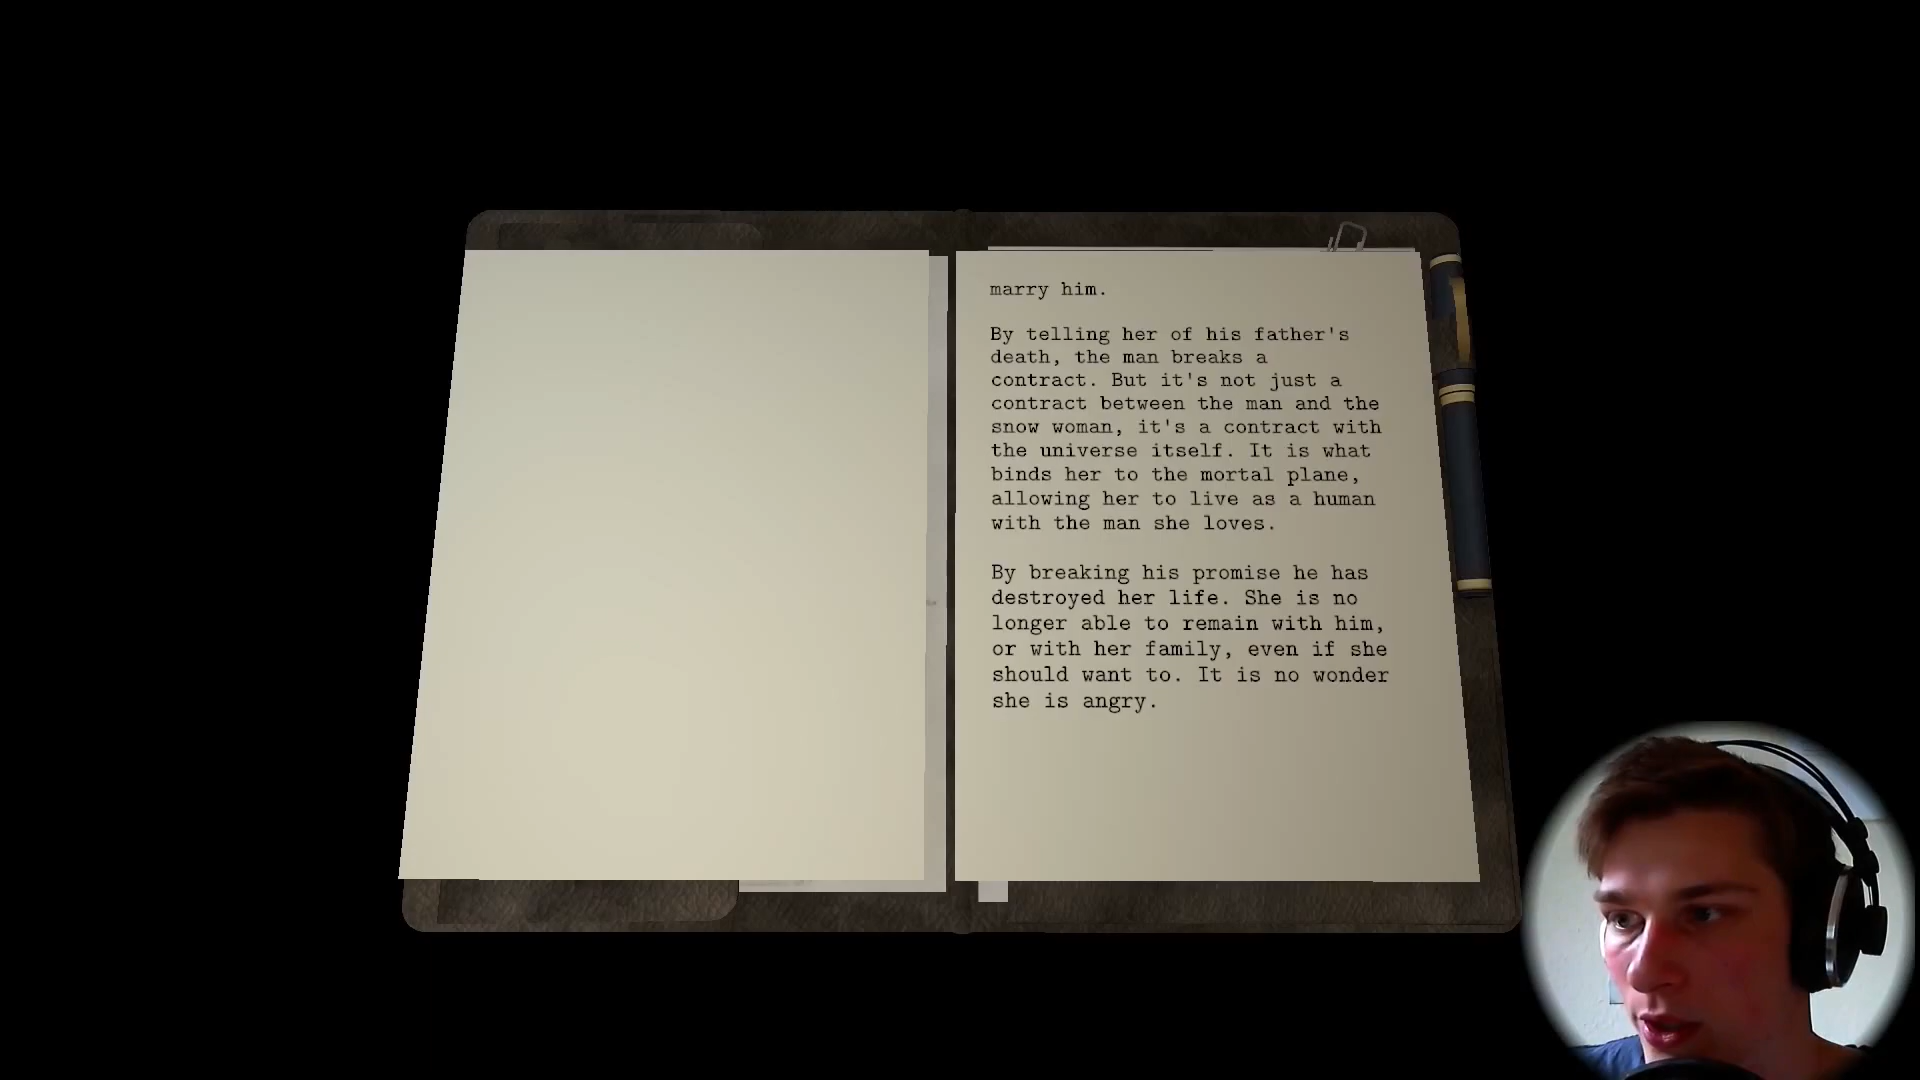 marry him.
By telling her of his father's
death, the man breaks a
contract. But it's not just a
contract between the man and the
snow woman, it's a contract with
the universe itself. It is what
binds her to the mortal plane,
allowing her to live as a human
with the man she loves.
By breaking his promise he has
destroyed her life. She is no
longer able to remain with him,
or with her family, even if she
should want to. It is no wonder
she is angry.